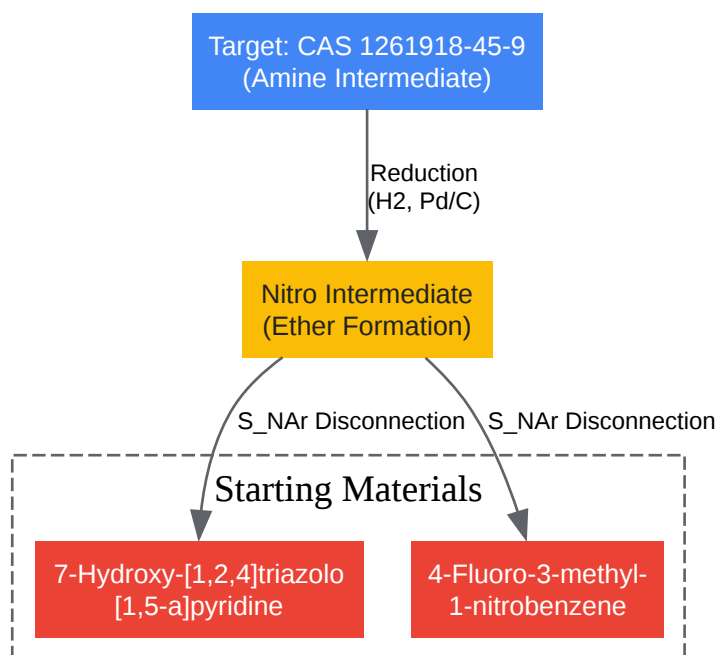 Target: CAS 1261918-45-9
(Amine Intermediate)
Reduction
(H2, Pd/C)
Nitro Intermediate
(Ether Formation)
S_NAr Disconnection
S_NAr Disconnection
Starting Materials
7-Hydroxy-[1,2,4]triazolo
[1,5-a]pyridine
4-Fluoro-3-methyl-
1-nitrobenzene